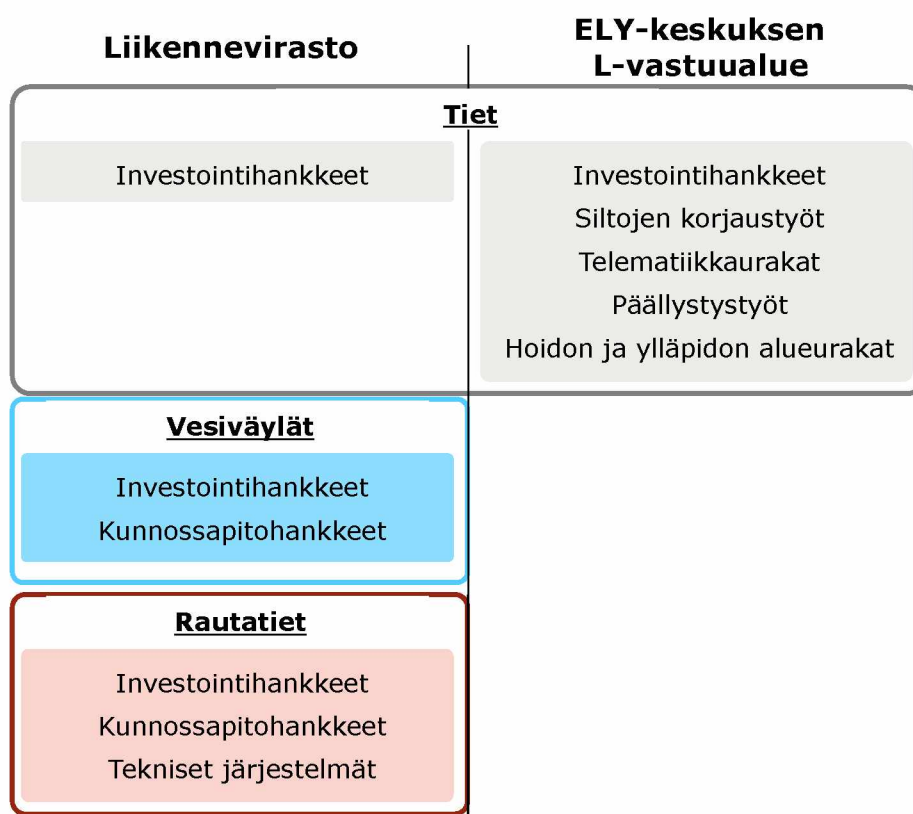 Liikennevirasto
ELY-keskuksen
L-vastuualue
Tiet
Investointihankkeet
Investointihankkeet
Siltojen korjaustyöt
Telematiikkaurakat
Päällystystyöt
Hoidon ja ylläpidon alueurakat
Vesiväylät
Investointihankkeet
Kunnossapitohankkeet
Rautatiet
Investointihankkeet
Kunnossapitohankkeet
Tekniset järjestelmät